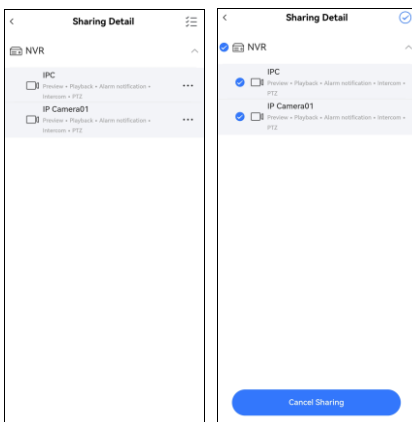 Sharing Detail
NVR
IPC
Preview • Playback • Alarm notification •
Intercom • PTZ
IP Camera01
Preview • Playback • Alarm notification •
Intercom • PTZ
Sharing Detail
NVR
IPC
Preview • Playback • Alarm notification • Intercom •
PTZ
IP Camera01
Preview • Playback • Alarm notification • Intercom •
PTZ
Cancel Sharing